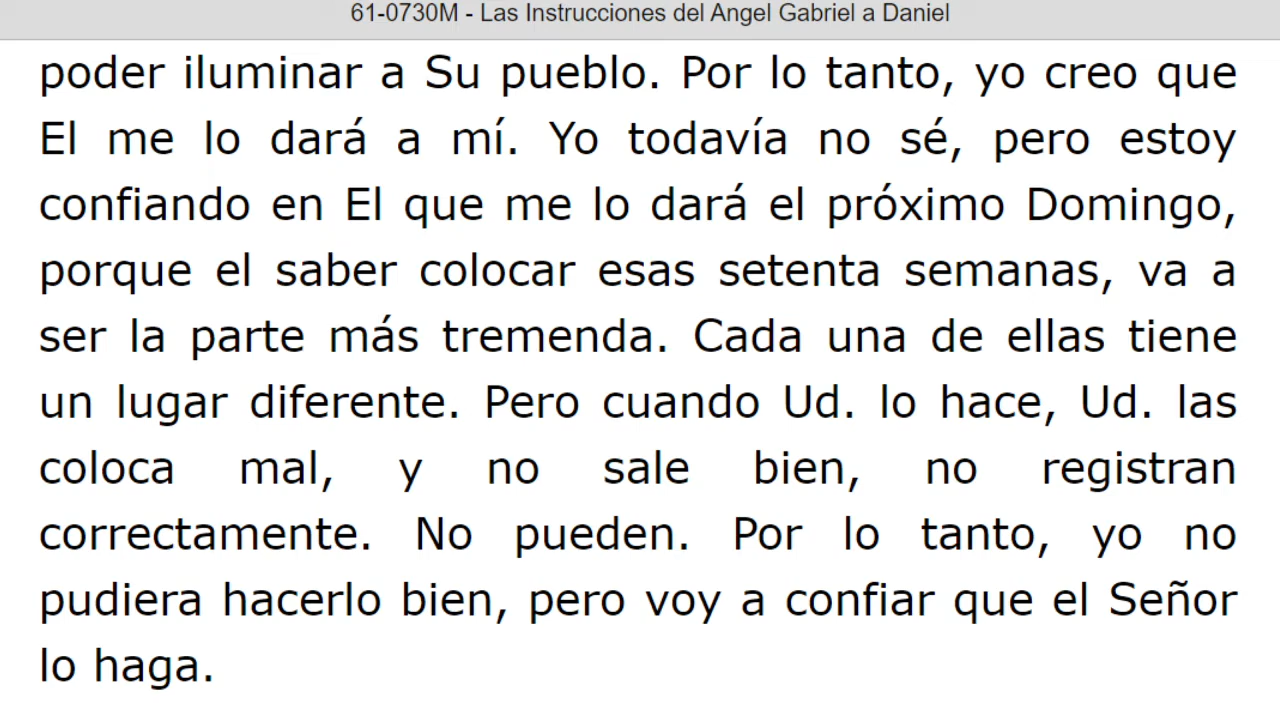 61-0730M - Las Instrucciones del Angel Gabriel a Daniel
poder iluminar a Su pueblo. Por lo tanto, yo creo que
El me lo dará a mí. Yo todavía no sé, pero estoy
confiando en El que me lo dará el próximo Domingo,
porque el saber colocar esas setenta semanas, va a
ser la parte más tremenda. Cada una de ellas tiene
un lugar diferente. Pero cuando Ud. lo hace, Ud. las
coloca mal, y no sale bien, no registran
correctamente. No pueden. Por lo tanto, yo no
pudiera hacerlo bien, pero voy a confiar que el Señor
lo haga.